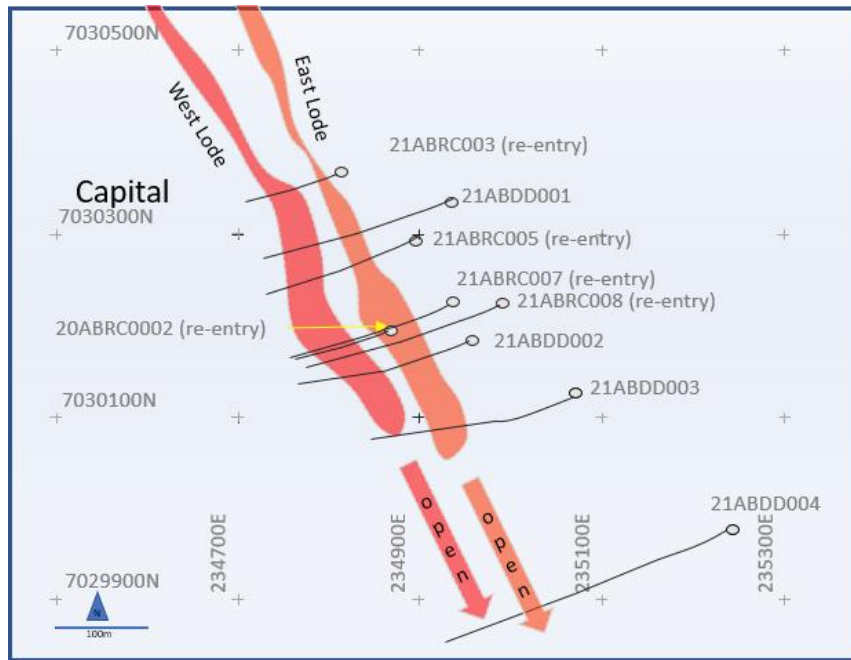 7030500N
West Lode
East Lode
21ABRC003 (re-entry)
Capital
21ABDD001
7030300N
21ABRC005 (re-entry)
21ABRC007 (re-entry)
21ABRC008 (re-entry)
20ABRC0002 (re-entry)
21ABDD002
21ABDD003
7030100N
open
open
21ABDD004
234700E
234900E
235100E
235300E
7029900N
N
100m